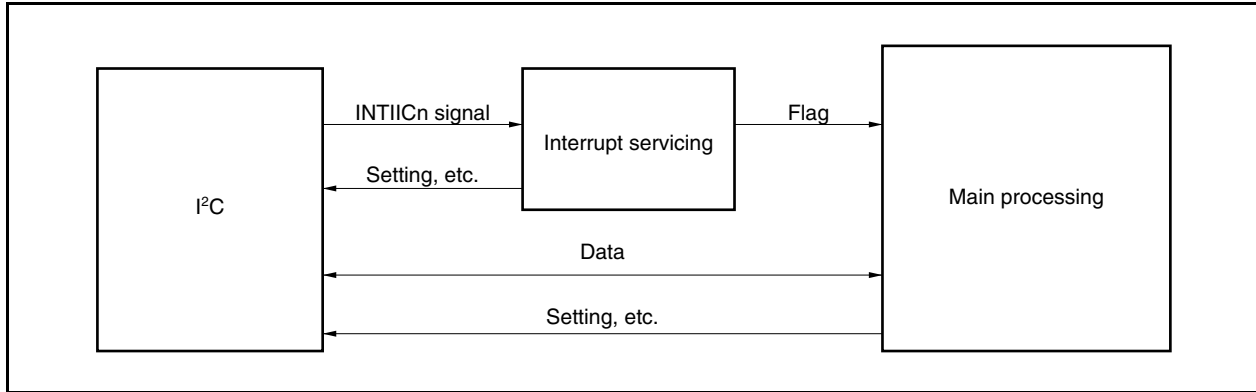 INTIICn signal
Flag
Interrupt servicing
Setting, etc.
I²C
Main processing
Data
Setting, etc.